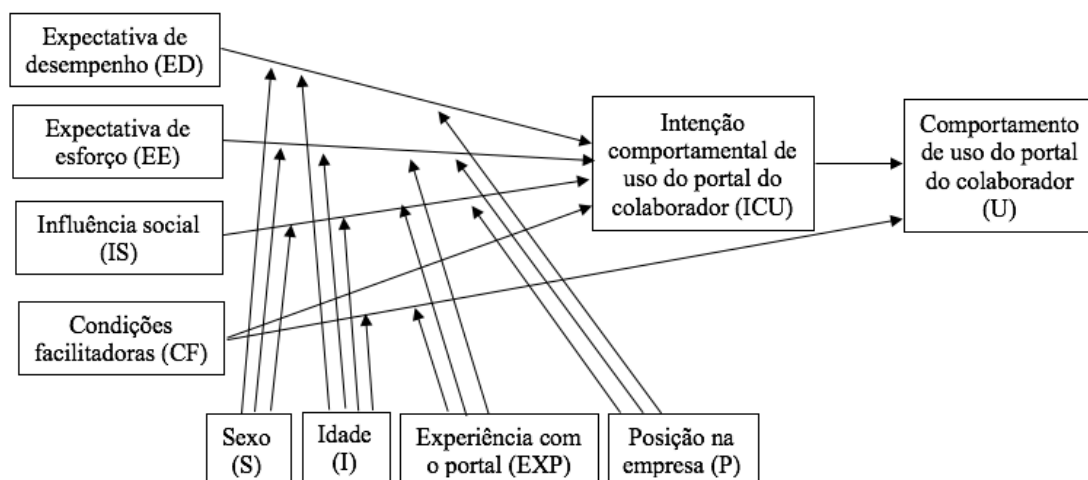 Expectativa de
desempenho (ED)
Expectativa de
esforço (EE)
Influência social
(IS)
Condições
facilitadoras (CF)
Intenção
comportamental de
uso do portal do
colaborador (ICU)
Comportamento
de uso do portal
do colaborador
(U)
Sexo
(S)
Idade
(I)
Experiência com
o portal (EXP)
Posição na
empresa (P)